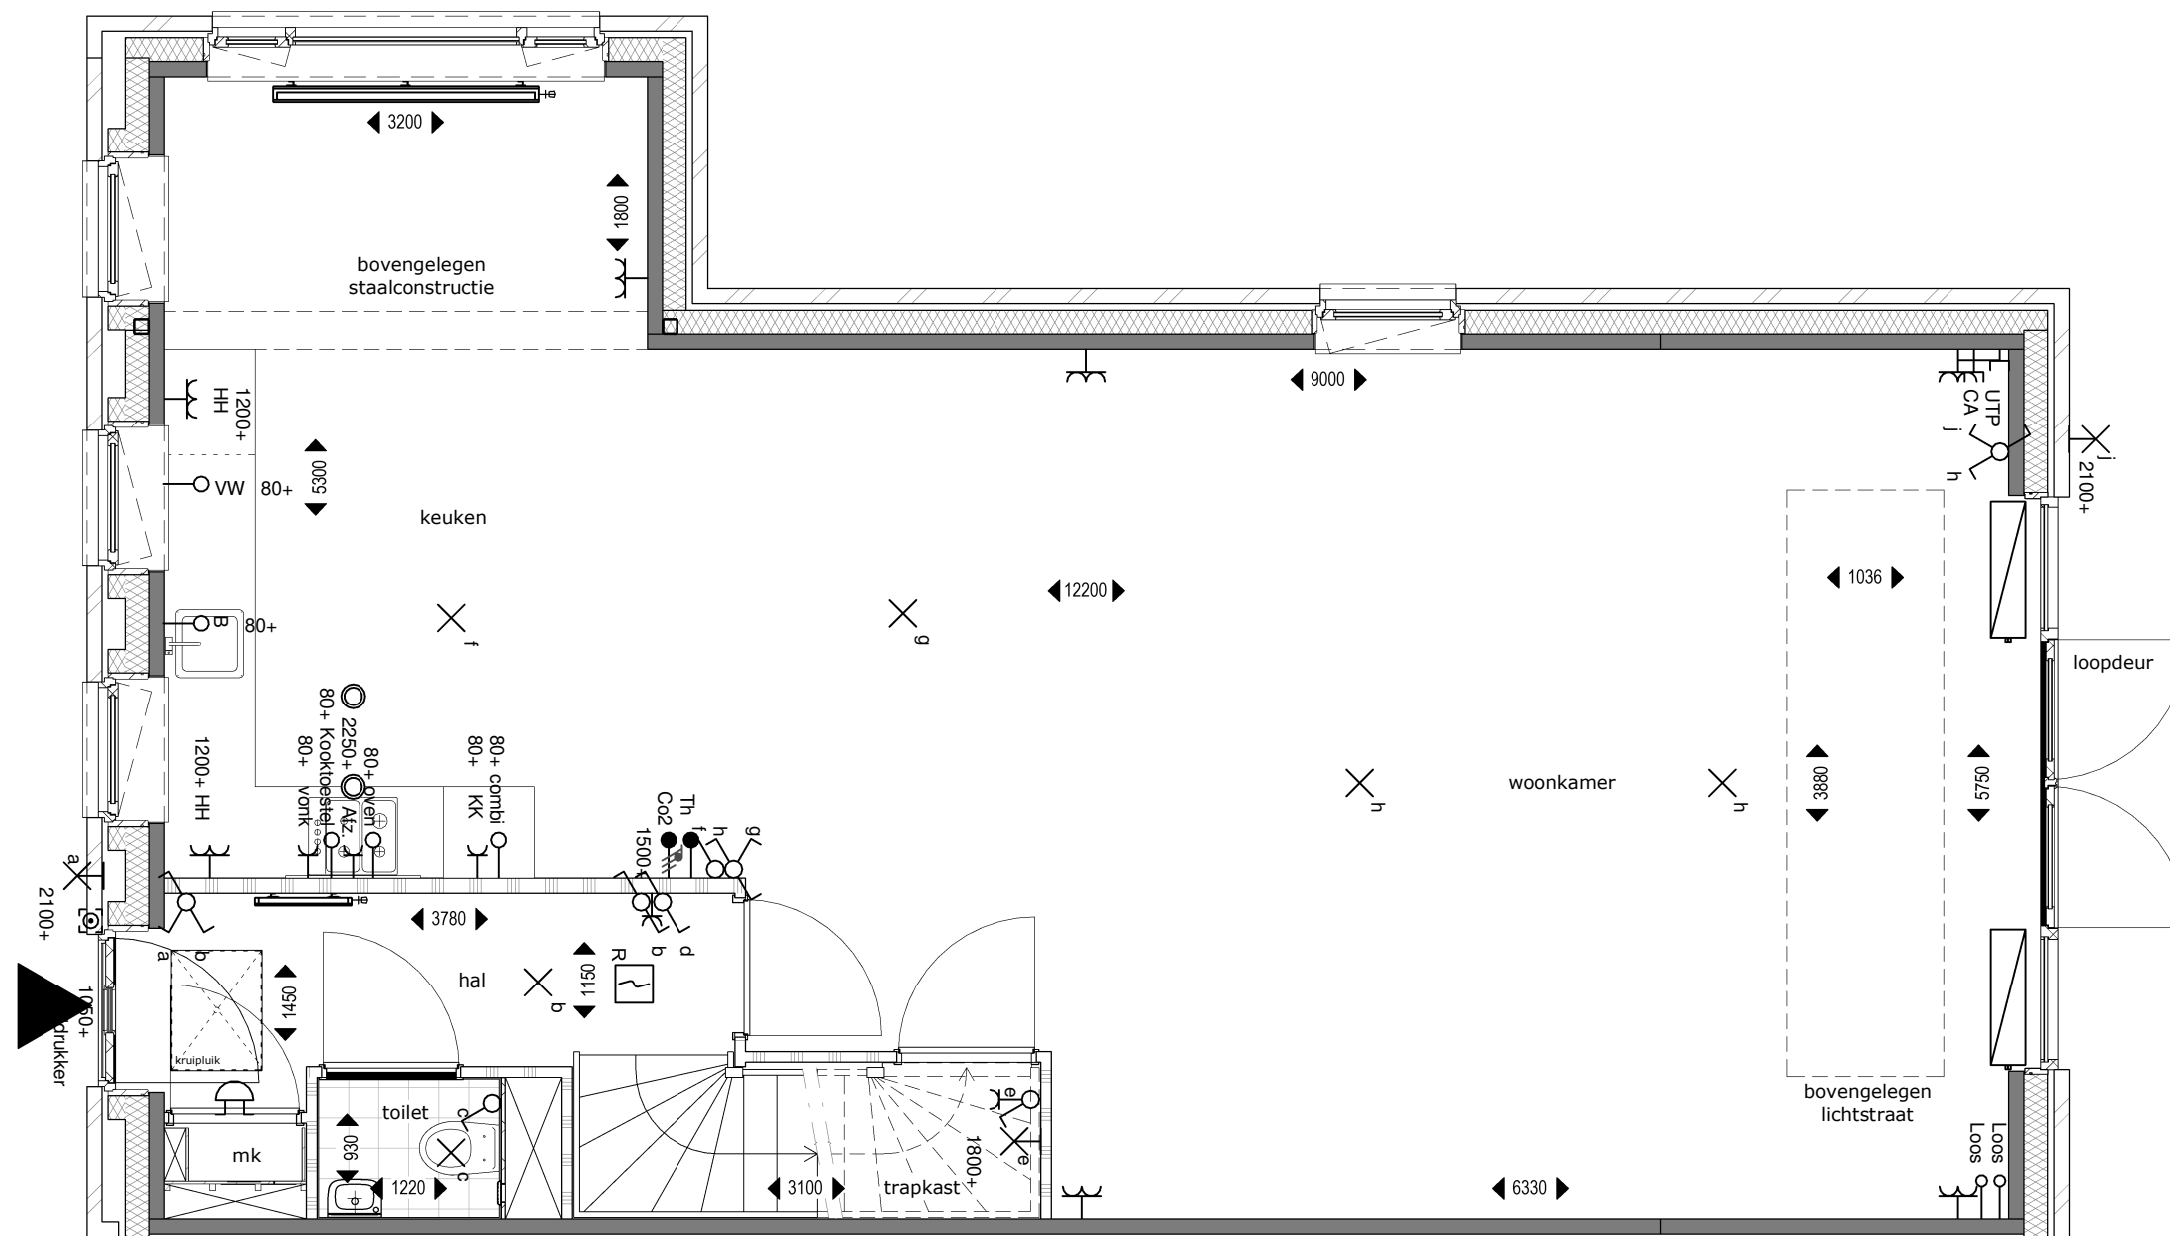 3200
1800
bovengelegen
staalconstructie
9000
1200+
HH
UTP
CA
j
h
j
2100+
5300
VW 80+
keuken
12200
1036
B 80+
f
g
loopdeur
80+ Kooktoestel
2250+ Afz.
80+ oven
80+ vonk
1200+ HH
80+ combi
80+ KK
h
woonkamer
h
3880
5750
Th
Co2
1500+
f
h
g
a
2100+
3780
a
b
b
d
R
hal
b
1150
1450
1050+
drukker
kruipluik
toilet
c
930
c
1220
mk
3100
trapkast
e
e
1800+
6330
bovengelegen
lichtstraat
Loos
Loos